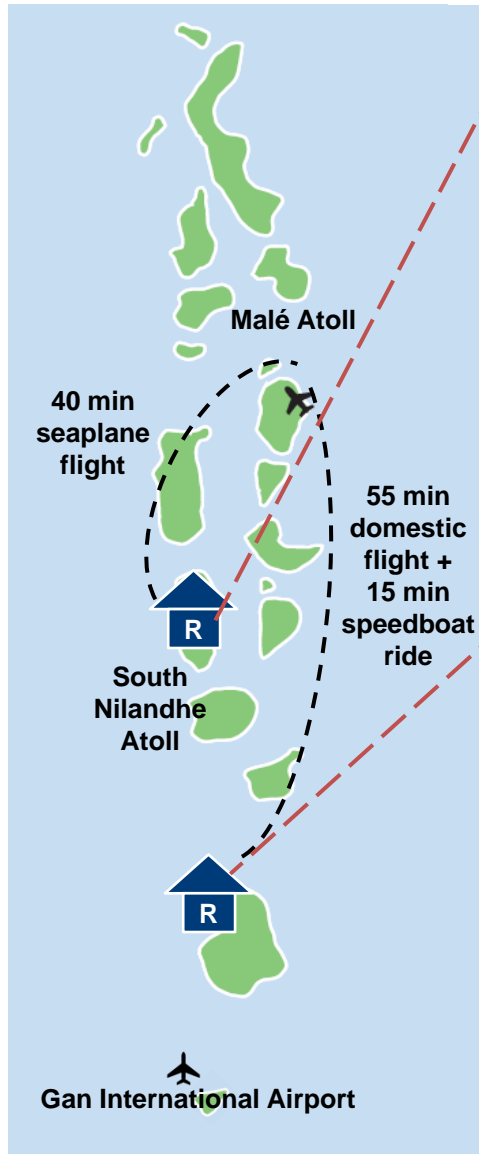 Malé Atoll
40 min
seaplane
flight
55 min
domestic
flight +
15 min
speedboat
ride
R
South
Nilandhe
Atoll
R
Gan International Airport